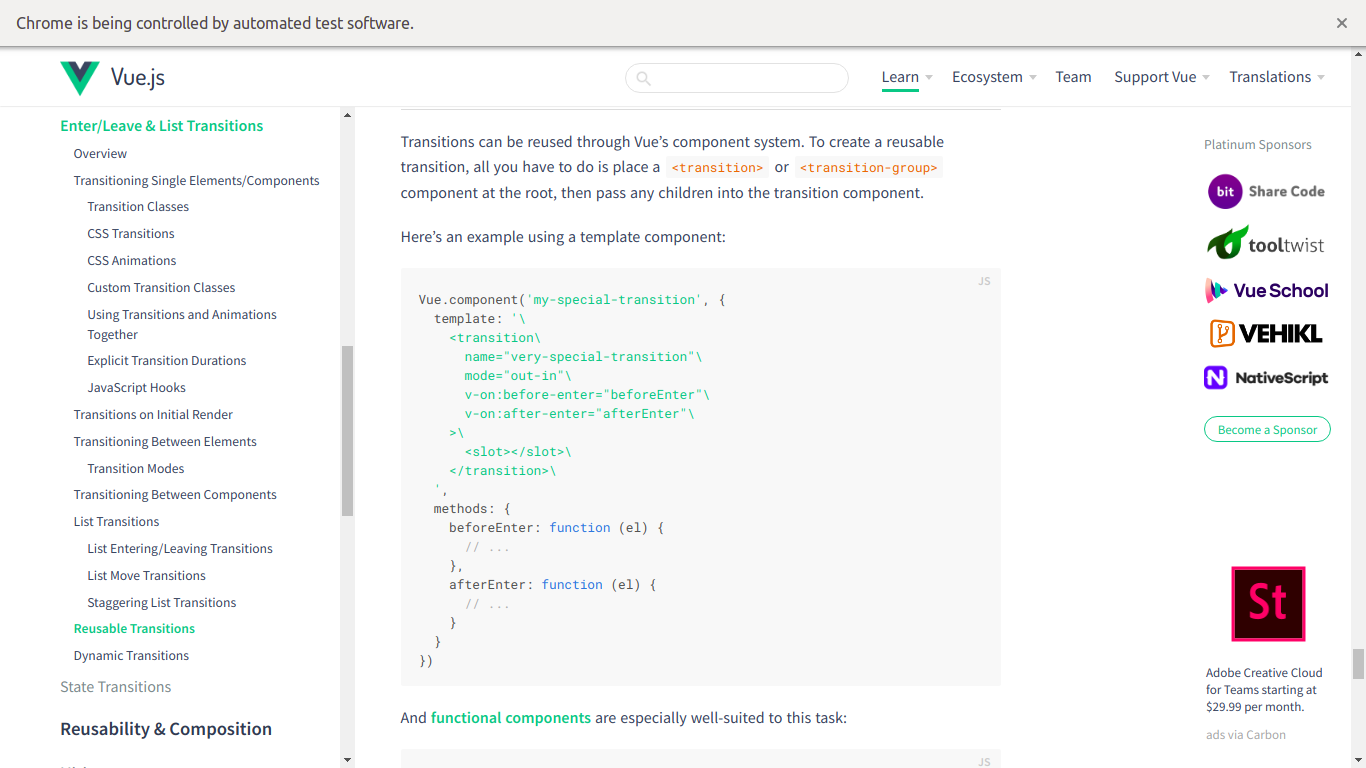 Chrome is being controlled by automated test software.
Vue.js
Learn
Ecosystem
Team
Support Vue
Translations
Enter/Leave & List Transitions
Overview
Transitioning Single Elements/Components
Transition Classes
CSS Transitions
CSS Animations
Custom Transition Classes
Using Transitions and Animations
Together
Explicit Transition Durations
JavaScript Hooks
Transitions on Initial Render
Transitioning Between Elements
Transition Modes
Transitioning Between Components
List Transitions
List Entering/Leaving Transitions
List Move Transitions
Staggering List Transitions
Reusable Transitions
Dynamic Transitions
State Transitions
Reusability & Composition
Transitions can be reused through Vue’s component system. To create a reusable
transition, all you have to do is place a <transition> or <transition-group>
component at the root, then pass any children into the transition component.
Here’s an example using a template component:
JS
Vue.component('my-special-transition', {
  template: '\
    <transition\
      name="very-special-transition"\
      mode="out-in"\
      v-on:before-enter="beforeEnter"\
      v-on:after-enter="afterEnter"\
    >\
      <slot></slot>\
    </transition>\
  ',
  methods: {
    beforeEnter: function (el) {
      // ...
    },
    afterEnter: function (el) {
      // ...
    }
  }
})
And functional components are especially well-suited to this task:
JS
Platinum Sponsors
bit Share Code
tooltwist
Vue School
VEHIKL
N NativeScript
Become a Sponsor
St
Adobe Creative Cloud
for Teams starting at
$29.99 per month.
ads via Carbon